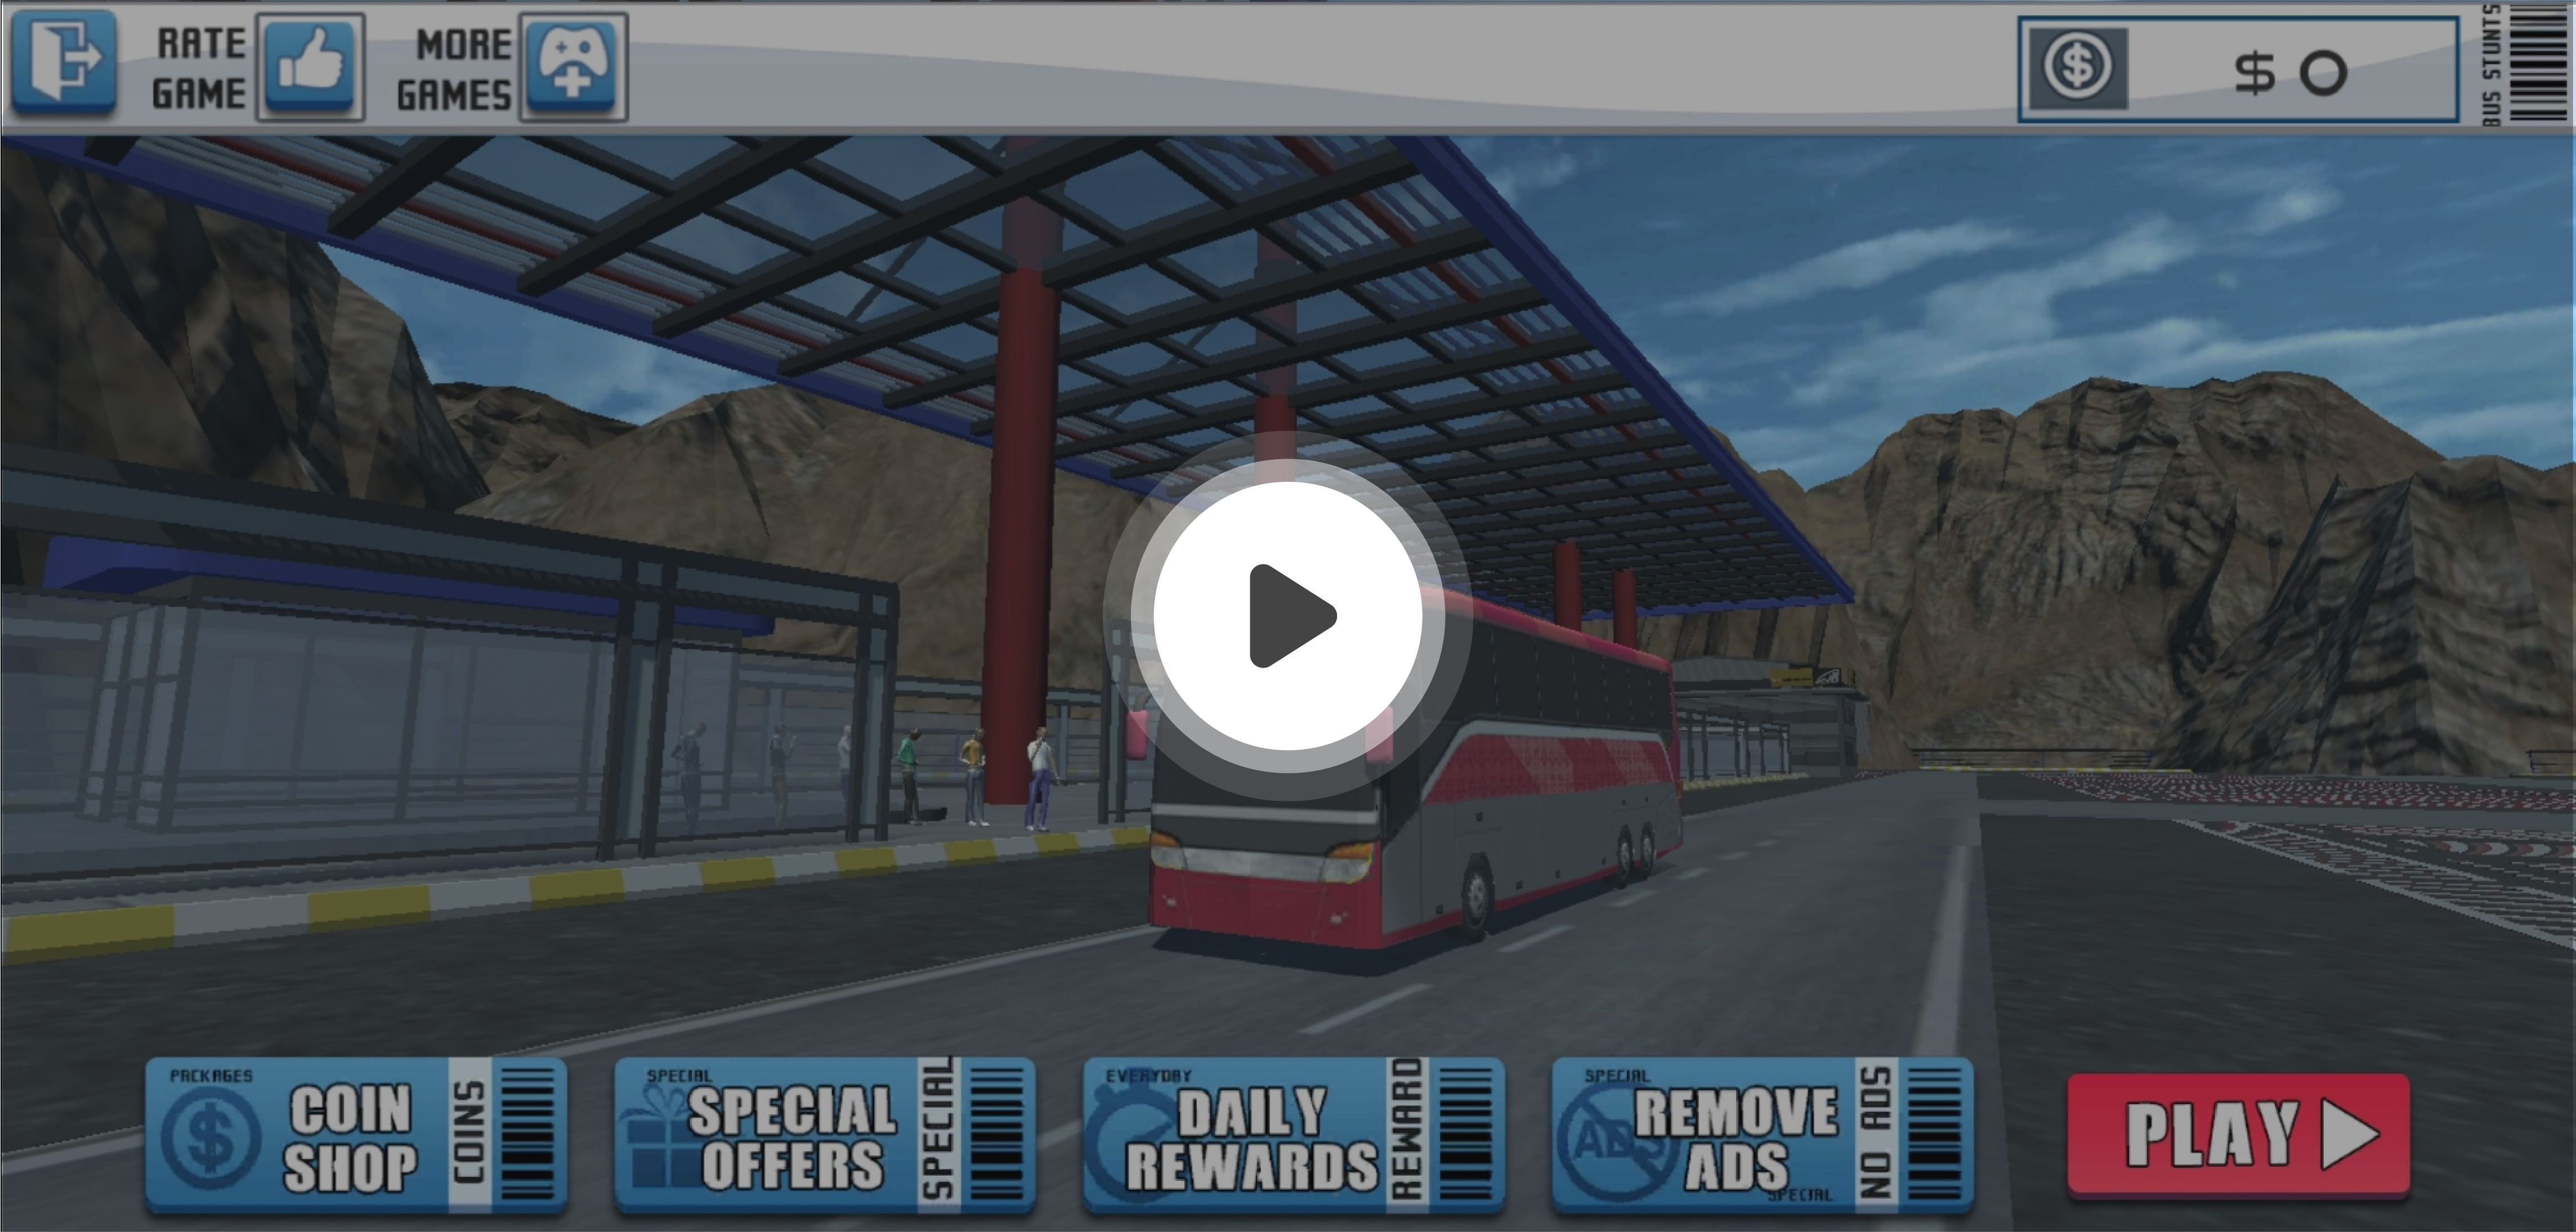 RATE
GAME
MORE
GAMES
$ 0
BUS STUNTS
PACKAGES
COIN
SHOP
COINS
SPECIAL
SPECIAL
OFFERS
SPECIAL
EVERYDAY
DAILY
REWARDS
REWARD
SPECIAL
ADS
REMOVE
ADS
SPECIAL
NO ADS
PLAY